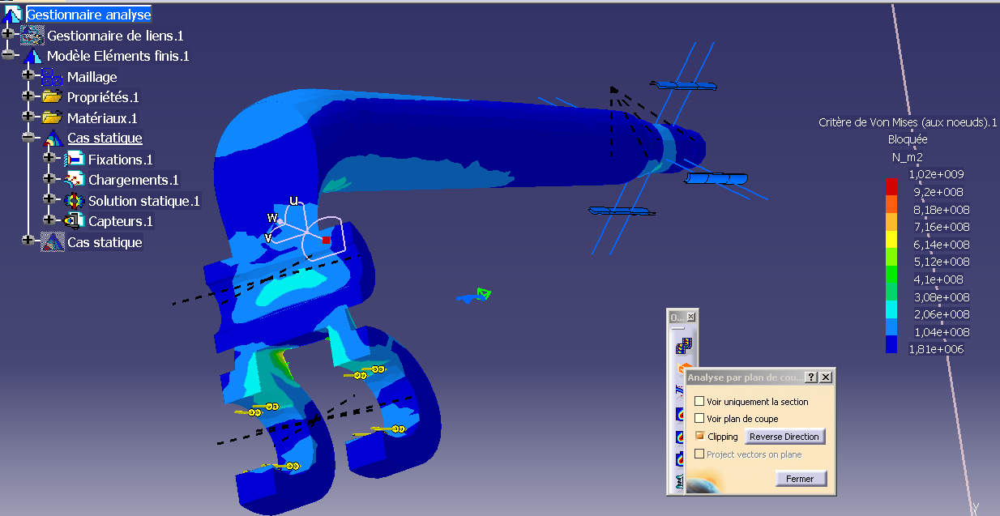 Gestionnaire analyse
Gestionnaire de liens.1
Modèle Eléments finis.1
Maillage
Propriétés.1
Matériaux.1
Cas statique
Fixations.1
Chargements.1
Solution statique.1
Capteurs.1
Cas statique
u
w
v
Critère de Von Mises (aux noeuds).1
Bloquée
N_m2
1,02e+009
9,2e+008
8,18e+008
7,16e+008
6,14e+008
5,12e+008
4,1e+008
3,08e+008
2,06e+008
1,04e+008
1,81e+006
O...
Analyse par plan de cou...
Voir uniquement la section
Voir plan de coupe
Clipping
Reverse Direction
Project vectors on plane
Fermer
y